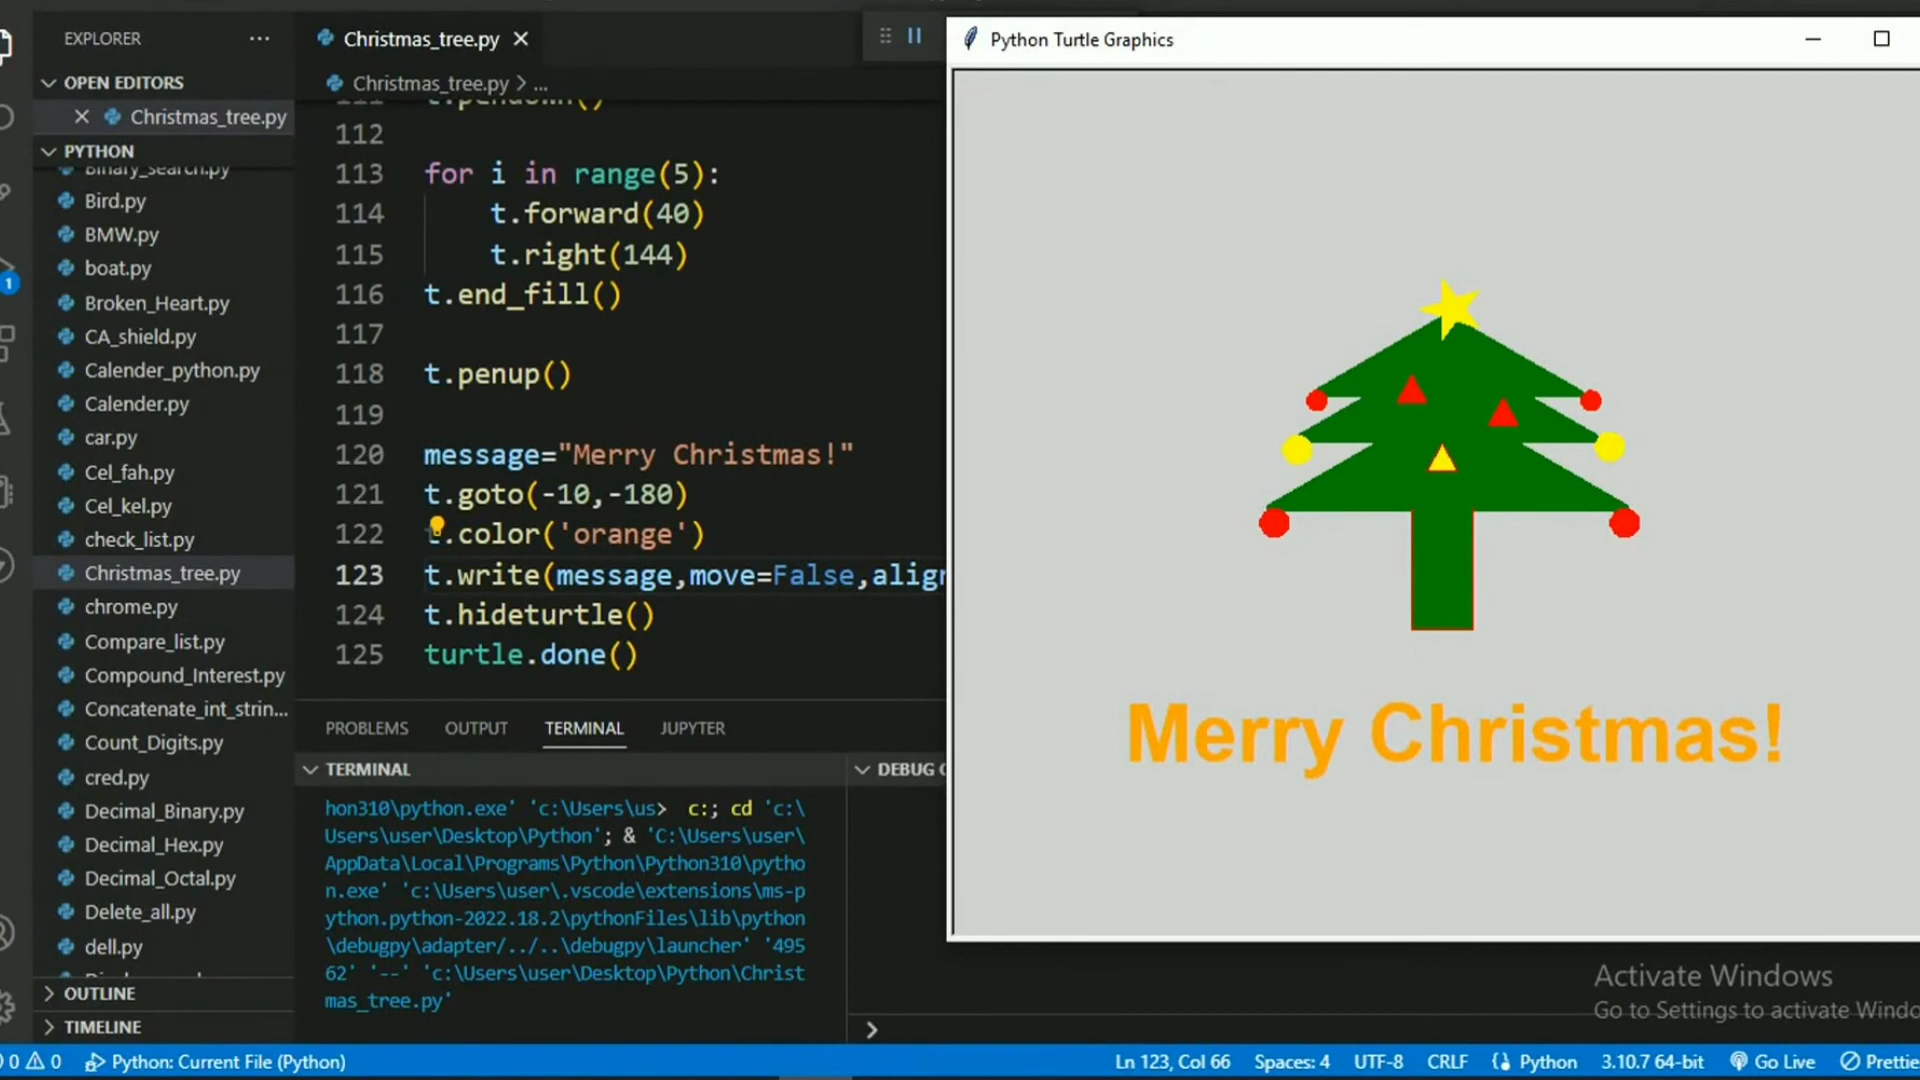 EXPLORER
OPEN EDITORS
Christmas_tree.py
PYTHON
Binary_search.py
Bird.py
BMW.py
boat.py
Broken_Heart.py
CA_shield.py
Calender_python.py
Calender.py
car.py
Cel_fah.py
Cel_kel.py
check_list.py
Christmas_tree.py
chrome.py
Compare_list.py
Compound_Interest.py
Concatenate_int_strin...
Count_Digits.py
cred.py
Decimal_Binary.py
Decimal_Hex.py
Decimal_Octal.py
Delete_all.py
dell.py
OUTLINE
TIMELINE
1
Christmas_tree.py
Christmas_tree.py > ...
111 t.pendown()
112
113 for i in range(5):
114 t.forward(40)
115 t.right(144)
116 t.end_fill()
117
118 t.penup()
119
120 message="Merry Christmas!"
121 t.goto(-10,-180)
122 t.color('orange')
123 t.write(message,move=False,align
124 t.hideturtle()
125 turtle.done()
PROBLEMS OUTPUT TERMINAL JUPYTER
TERMINAL
hon310\python.exe' 'c:\Users\us> c:; cd 'c:\
Users\user\Desktop\Python'; & 'C:\Users\user\
AppData\Local\Programs\Python\Python310\pytho
n.exe' 'c:\Users\user\.vscode\extensions\ms-p
ython.python-2022.18.2\pythonFiles\lib\python
\debugpy\adapter/../..\debugpy\launcher' '495
62' '--' 'c:\Users\user\Desktop\Python\Christ
mas_tree.py'
DEBUG C
Python Turtle Graphics
Merry Christmas!
Activate Windows
Go to Settings to activate Windo
0 0 Python: Current File (Python) Ln 123, Col 66 Spaces: 4 UTF-8 CRLF Python 3.10.7 64-bit Go Live Prettie